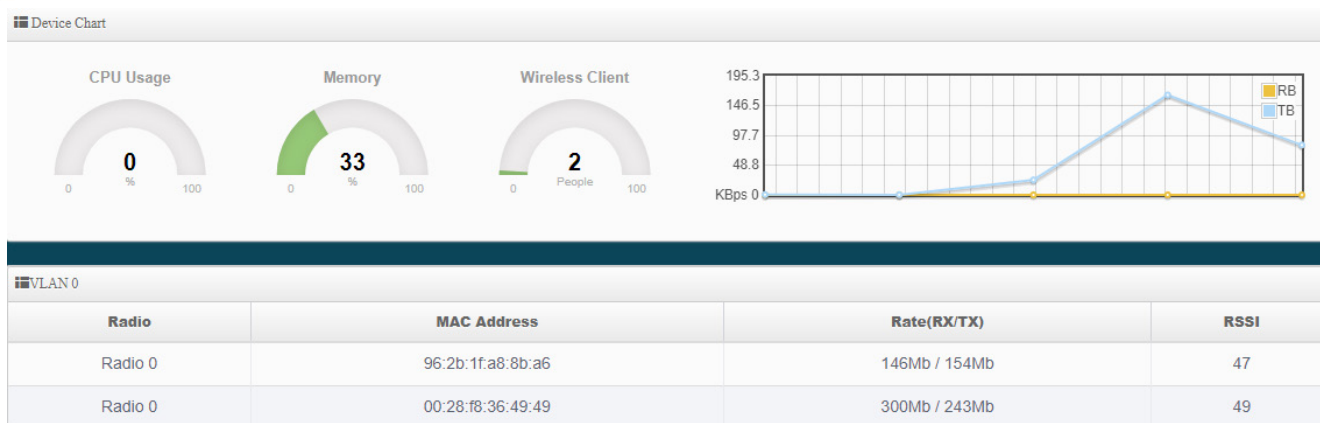 Device Chart
CPU Usage
0
%
0 100
Memory
33
%
0 100
Wireless Client
2
People
0 100
195.3
146.5
97.7
48.8
KBps 0
RB
TB
VLAN 0
Radio MAC Address Rate(RX/TX) RSSI
Radio 0 96:2b:1f:a8:8b:a6 146Mb / 154Mb 47
Radio 0 00:28:f8:36:49:49 300Mb / 243Mb 49